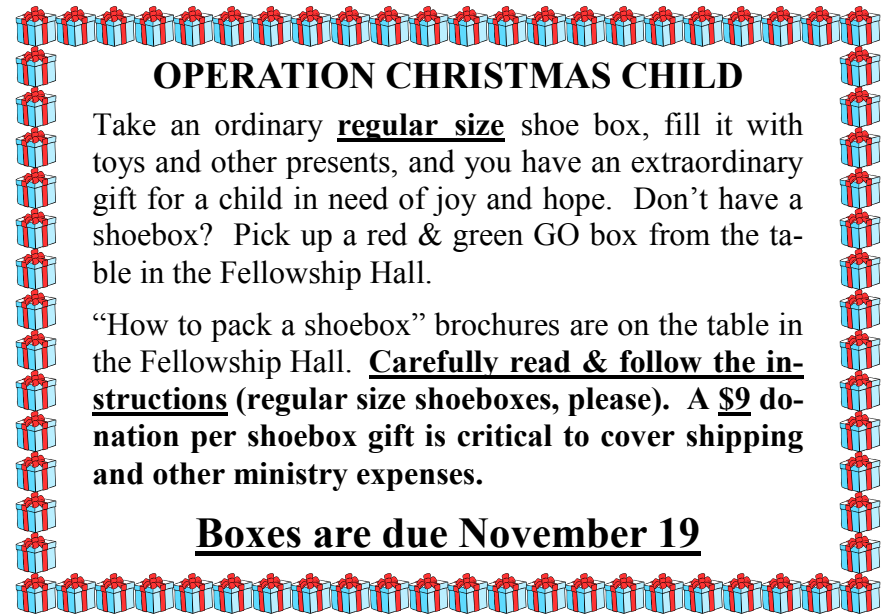 OPERATION CHRISTMAS CHILD
Take an ordinary regular size shoe box, fill it with
toys and other presents, and you have an extraordinary
gift for a child in need of joy and hope.  Don’t have a
shoebox?  Pick up a red & green GO box from the ta-
ble in the Fellowship Hall.
“How to pack a shoebox” brochures are on the table in
the Fellowship Hall.  Carefully read & follow the in-
structions (regular size shoeboxes, please).  A $9 do-
nation per shoebox gift is critical to cover shipping
and other ministry expenses.
Boxes are due November 19